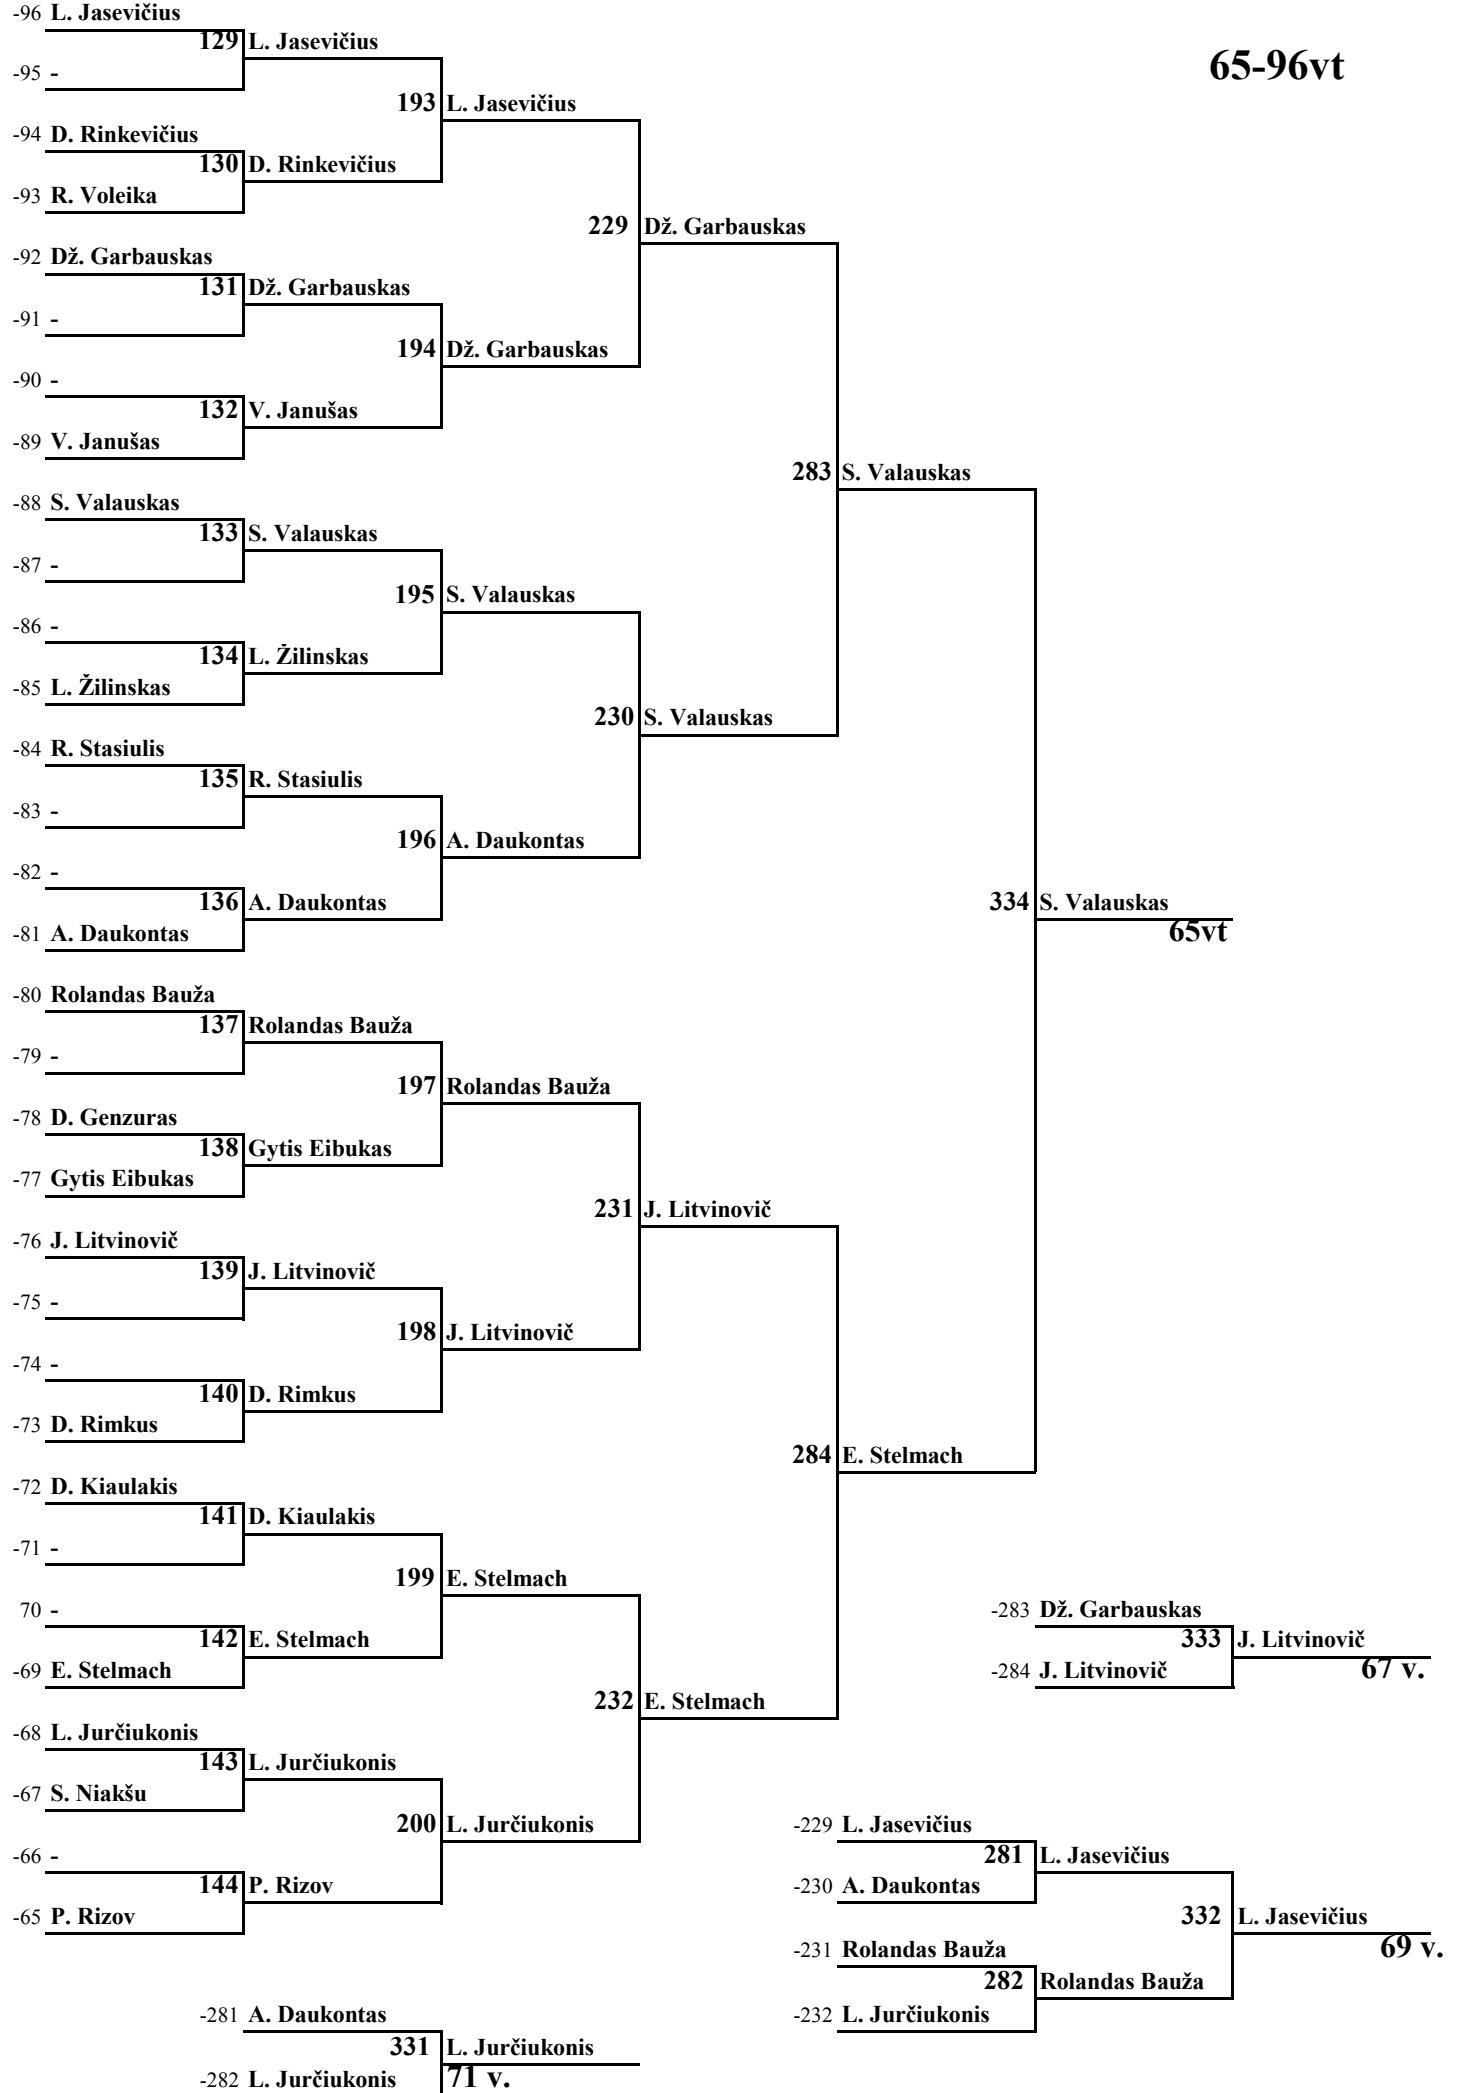 -96 L. Jasevičius
129 L. Jasevičius
65-96vt
-95 -
193 L. Jasevičius
-94 D. Rinkevičius
130 D. Rinkevičius
-93 R. Voleika
229 Dž. Garbauskas
-92 Dž. Garbauskas
131 Dž. Garbauskas
-91 -
194 Dž. Garbauskas
-90 -
132 V. Janušas
-89 V. Janušas
283 S. Valauskas
-88 S. Valauskas
133 S. Valauskas
-87 -
195 S. Valauskas
-86 -
134 L. Žilinskas
-85 L. Žilinskas
230 S. Valauskas
-84 R. Stasiulis
135 R. Stasiulis
-83 -
196 A. Daukontas
-82 -
136 A. Daukontas
334 S. Valauskas
65vt
-81 A. Daukontas
-80 Rolandas Bauža
137 Rolandas Bauža
-79 -
197 Rolandas Bauža
-78 D. Genzuras
138 Gytis Eibukas
-77 Gytis Eibukas
231 J. Litvinovič
-76 J. Litvinovič
139 J. Litvinovič
-75 -
198 J. Litvinovič
-74 -
140 D. Rimkus
-73 D. Rimkus
284 E. Stelmach
-72 D. Kiaulakis
141 D. Kiaulakis
-71 -
199 E. Stelmach
70 -
-283 Dž. Garbauskas
142 E. Stelmach
333 J. Litvinovič
67 v.
-69 E. Stelmach
-284 J. Litvinovič
232 E. Stelmach
-68 L. Jurčiukonis
143 L. Jurčiukonis
-67 S. Niakšu
200 L. Jurčiukonis
-229 L. Jasevičius
-66 -
281 L. Jasevičius
144 P. Rizov
-230 A. Daukontas
-65 P. Rizov
332 L. Jasevičius
69 v.
-231 Rolandas Bauža
282 Rolandas Bauža
-281 A. Daukontas
-232 L. Jurčiukonis
331 L. Jurčiukonis
-282 L. Jurčiukonis
71 v.